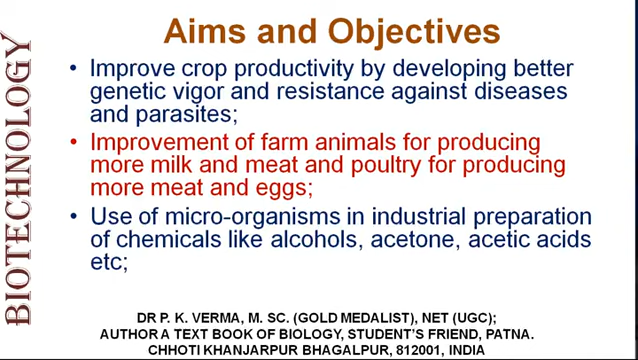 Aims and Objectives
BIOTECHNOLOGY
• Improve crop productivity by developing better
genetic vigor and resistance against diseases
and parasites;
• Improvement of farm animals for producing
more milk and meat and poultry for producing
more meat and eggs;
• Use of micro-organisms in industrial preparation
of chemicals like alcohols, acetone, acetic acids
etc;
DR P. K. VERMA, M. SC. (GOLD MEDALIST), NET (UGC);
AUTHOR A TEXT BOOK OF BIOLOGY, STUDENT'S FRIEND, PATNA.
CHHOTI KHANJARPUR BHAGALPUR, 812001, INDIA